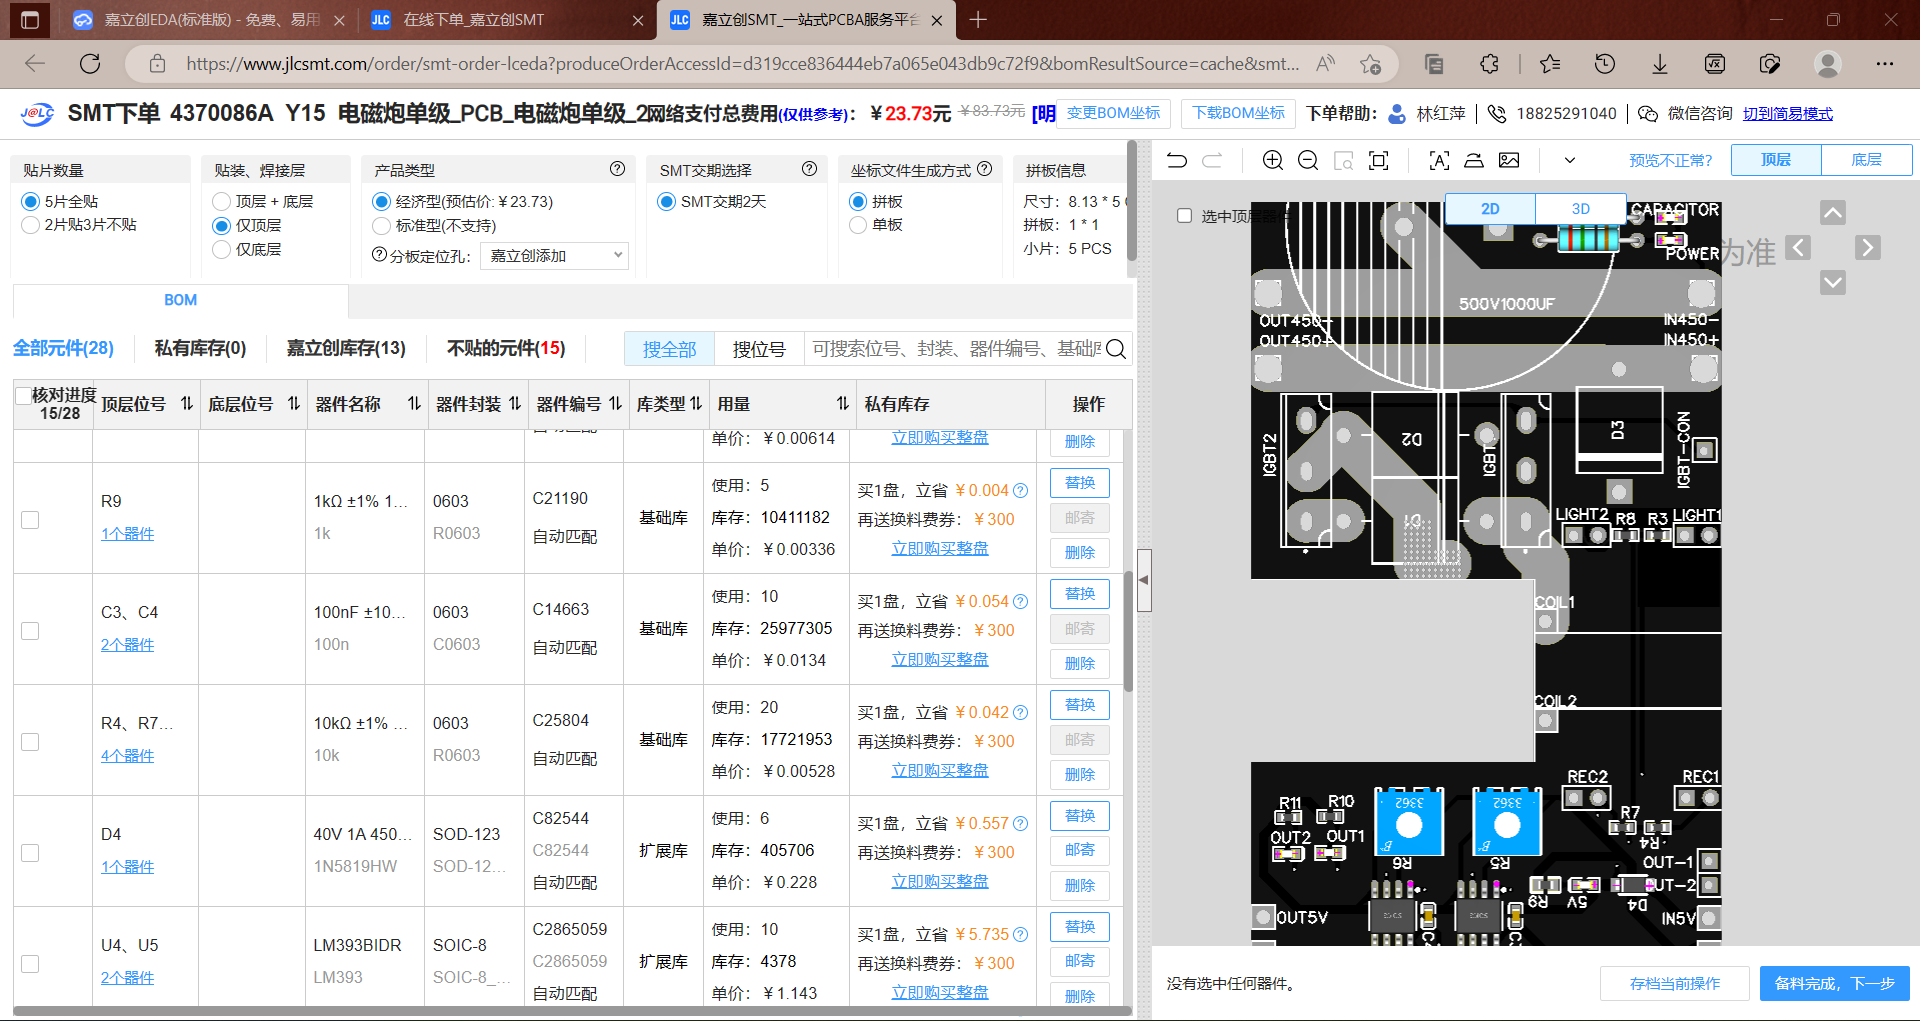 嘉立创EDA(标准版) - 免费、易用
在线下单_嘉立创SMT
嘉立创SMT_一站式PCBA服务平台
https://www.jlcsmt.com/order/smt-order-lceda?produceOrderAccessId=d319cce836444eb7a065e043db9c72f9&bomResultSource=cache&smt...
J@LC SMT下单 4370086A Y15 电磁炮单级_PCB_电磁炮单级_2网络支付总费用(仅供参考): ¥23.73元 ¥83.73元 [明
变更BOM坐标
下载BOM坐标
下单帮助: 林红萍 18825291040 微信咨询 切到简易模式
贴片数量
5片全贴
2片贴3片不贴
贴装、焊接层
顶层 + 底层
仅顶层
仅底层
产品类型
经济型(预估价: ¥23.73)
标准型(不支持)
分板定位孔: 嘉立创添加
SMT交期选择
SMT交期2天
坐标文件生成方式
拼板
单板
拼板信息
尺寸: 8.13 * 5
拼板: 1 * 1
小片: 5 PCS
BOM
全部元件(28) 私有库存(0) 嘉立创库存(13) 不贴的元件(15)
搜全部 搜位号 可搜索位号、封装、器件编号、基础库
核对进度 15/28 顶层位号 底层位号 器件名称 器件封装 器件编号 库类型 用量 私有库存 操作
单价: ¥0.00614 立即购买整盘 删除
R9
1个器件
1kΩ ±1% 1...
1k
0603
R0603
C21190
自动匹配
基础库
使用: 5
库存: 10411182
单价: ¥0.00336
买1盘,立省 ¥0.004
再送换料费券: ¥300
立即购买整盘
替换
邮寄
删除
C3、C4
2个器件
100nF ±10...
100n
0603
C0603
C14663
自动匹配
基础库
使用: 10
库存: 25977305
单价: ¥0.0134
买1盘,立省 ¥0.054
再送换料费券: ¥300
立即购买整盘
替换
邮寄
删除
R4、R7...
4个器件
10kΩ ±1% ...
10k
0603
R0603
C25804
自动匹配
基础库
使用: 20
库存: 17721953
单价: ¥0.00528
买1盘,立省 ¥0.042
再送换料费券: ¥300
立即购买整盘
替换
邮寄
删除
D4
1个器件
40V 1A 450...
1N5819HW
SOD-123
SOD-12...
C82544
C82544
自动匹配
扩展库
使用: 6
库存: 405706
单价: ¥0.228
买1盘,立省 ¥0.557
再送换料费券: ¥300
立即购买整盘
替换
邮寄
删除
U4、U5
2个器件
LM393BIDR
LM393
SOIC-8
SOIC-8_...
C2865059
C2865059
自动匹配
扩展库
使用: 10
库存: 4378
单价: ¥1.143
买1盘,立省 ¥5.735
再送换料费券: ¥300
立即购买整盘
替换
邮寄
删除
预览不正常?
顶层
底层
选中顶层器件
2D
3D
为准
CAPACITOR
POWER
500V1000UF
OUT450-
OUT450+
IN450-
IN450+
IGBT2
D2
D1
D3
IGBT-CON
LIGHT2 R8 R3 LIGHT1
COIL1
COIL2
REC2
REC1
R11 R10
OUT2 OUT1
3362
3362
R6
R5
R7
R4
OUT-1
R9
5V
D4
IN5V
OUT5V
没有选中任何器件。
存档当前操作
备料完成,下一步